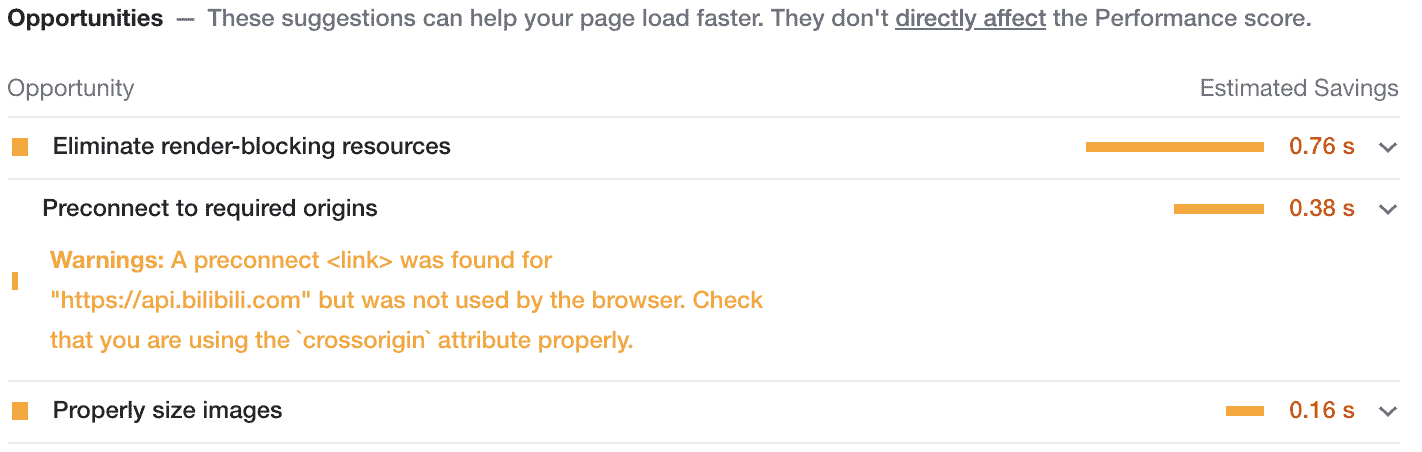 Opportunities — These suggestions can help your page load faster. They don't directly affect the Performance score.
Opportunity Estimated Savings
Eliminate render-blocking resources 0.76 s
Preconnect to required origins 0.38 s
Warnings: A preconnect <link> was found for
"https://api.bilibili.com" but was not used by the browser. Check
that you are using the `crossorigin` attribute properly.
Properly size images 0.16 s